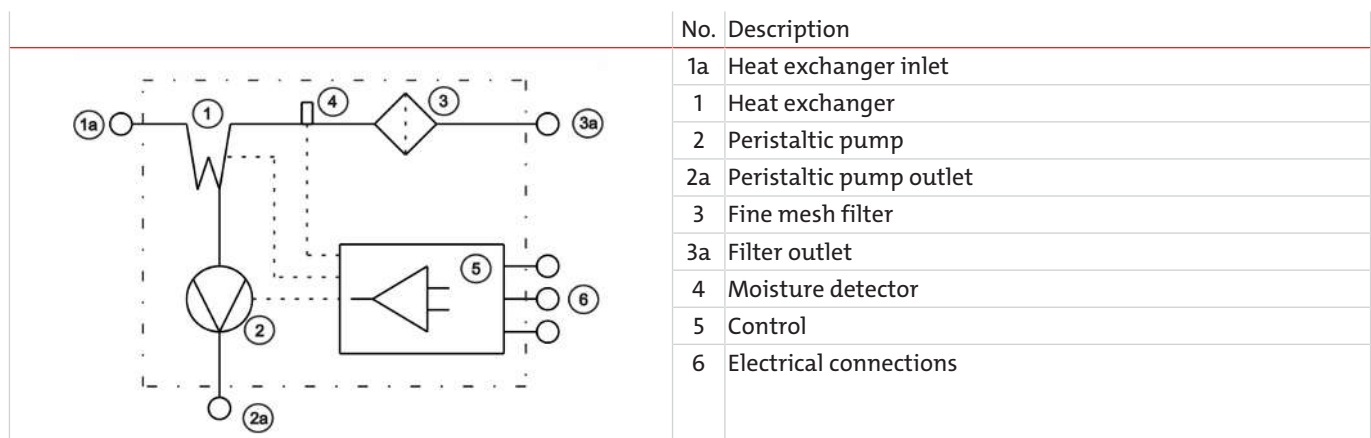 No. Description
1a Heat exchanger inlet
1 Heat exchanger
2 Peristaltic pump
2a Peristaltic pump outlet
3 Fine mesh filter
3a Filter outlet
4 Moisture detector
5 Control
6 Electrical connections
1a
1
4
3
3a
5
6
2
2a